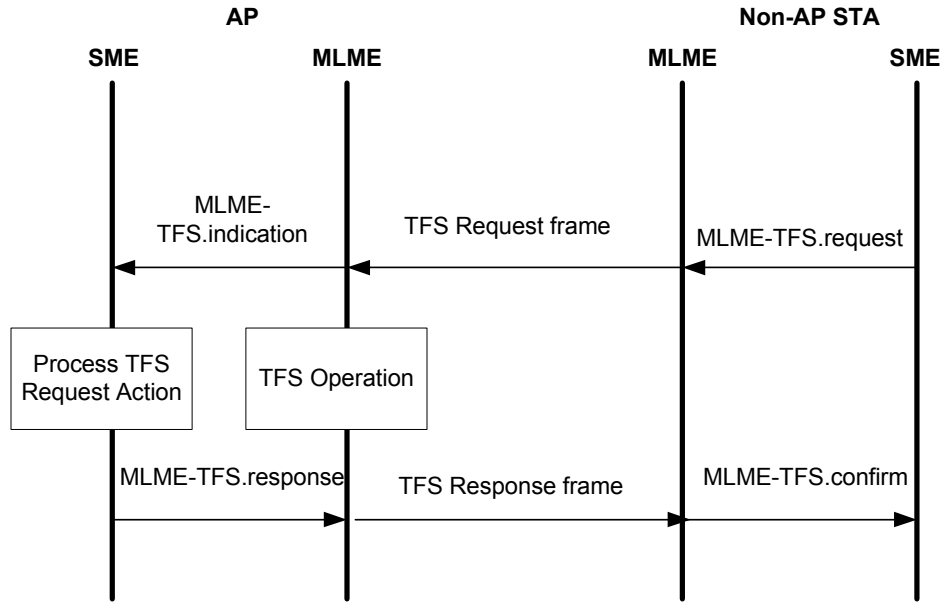 AP
Non-AP STA
SME
MLME
MLME
SME
MLME-
TFS.indication
TFS Request frame
MLME-TFS.request
Process TFS
Request Action
TFS Operation
MLME-TFS.response
TFS Response frame
MLME-TFS.confirm